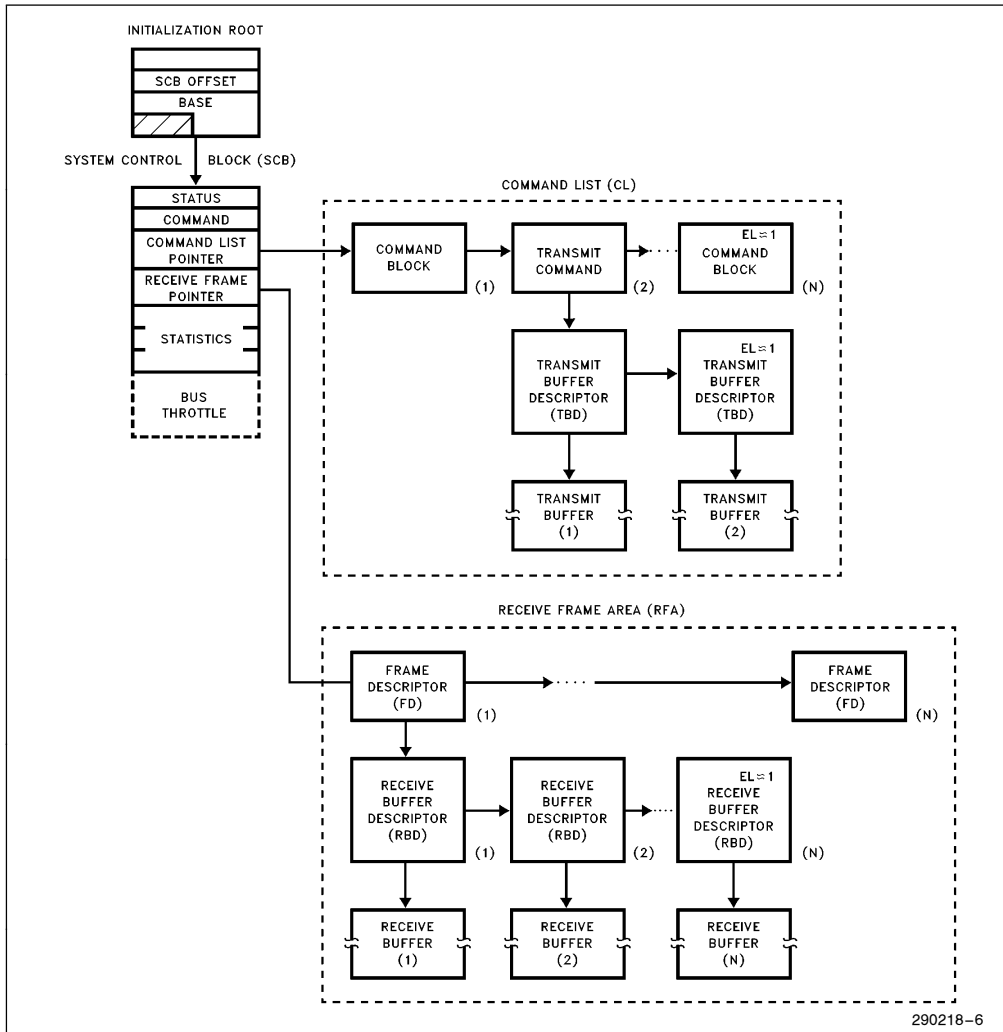 INITIALIZATION ROOT
SCB OFFSET
BASE
SYSTEM CONTROL BLOCK (SCB)
STATUS
COMMAND
COMMAND LIST
POINTER
RECEIVE FRAME
POINTER
STATISTICS
BUS
THROTTLE
COMMAND LIST (CL)
COMMAND
BLOCK
(1)
TRANSMIT
COMMAND
(2)
EL≈1
COMMAND
BLOCK
(N)
TRANSMIT
BUFFER
DESCRIPTOR
(TBD)
EL≈1
TRANSMIT
BUFFER
DESCRIPTOR
(TBD)
TRANSMIT
BUFFER
(1)
TRANSMIT
BUFFER
(2)
RECEIVE FRAME AREA (RFA)
FRAME
DESCRIPTOR
(FD)
(1)
FRAME
DESCRIPTOR
(FD)
(N)
RECEIVE
BUFFER
DESCRIPTOR
(RBD)
(1)
RECEIVE
BUFFER
DESCRIPTOR
(RBD)
(2)
EL≈1
RECEIVE
BUFFER
DESCRIPTOR
(RBD)
(N)
RECEIVE
BUFFER
(1)
RECEIVE
BUFFER
(2)
RECEIVE
BUFFER
(N)
290218–6